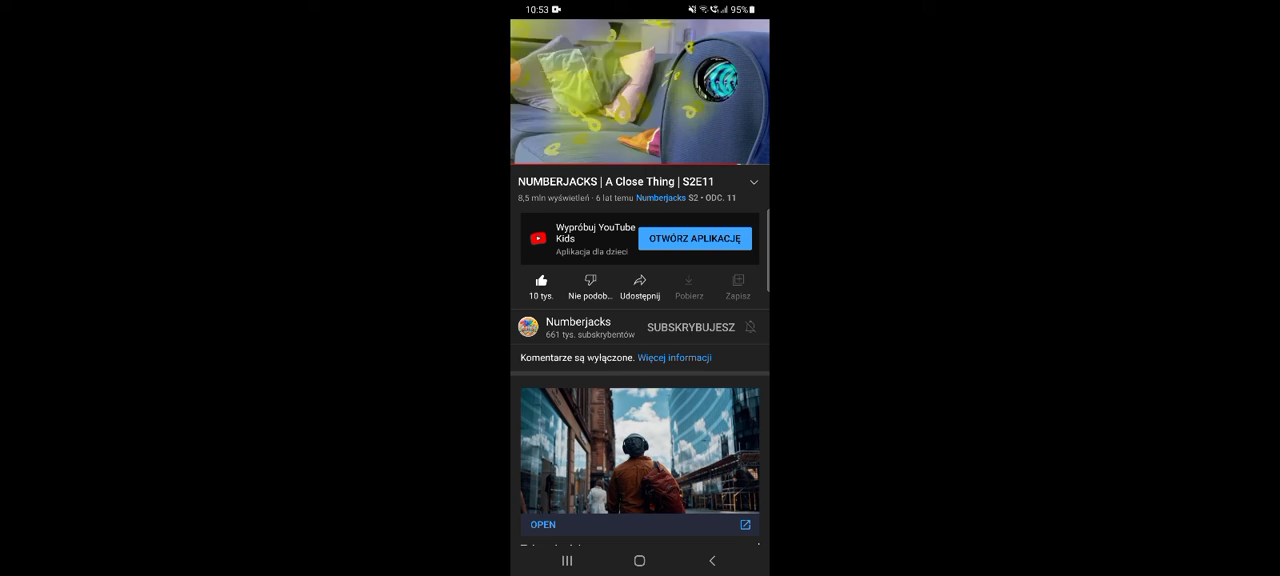 10:53
95%
NUMBERJACKS | A Close Thing | S2E11
8,5 mln wyświetleń · 6 lat temu Numberjacks S2 • ODC. 11
Wypróbuj YouTube
Kids
Aplikacja dla dzieci
OTWÓRZ APLIKACJĘ
10 tys.
Nie podob...
Udostępnij
Pobierz
Zapisz
Numberjacks
661 tys. subskrybentów
SUBSKRYBUJESZ
Komentarze są wyłączone. Więcej informacji
OPEN